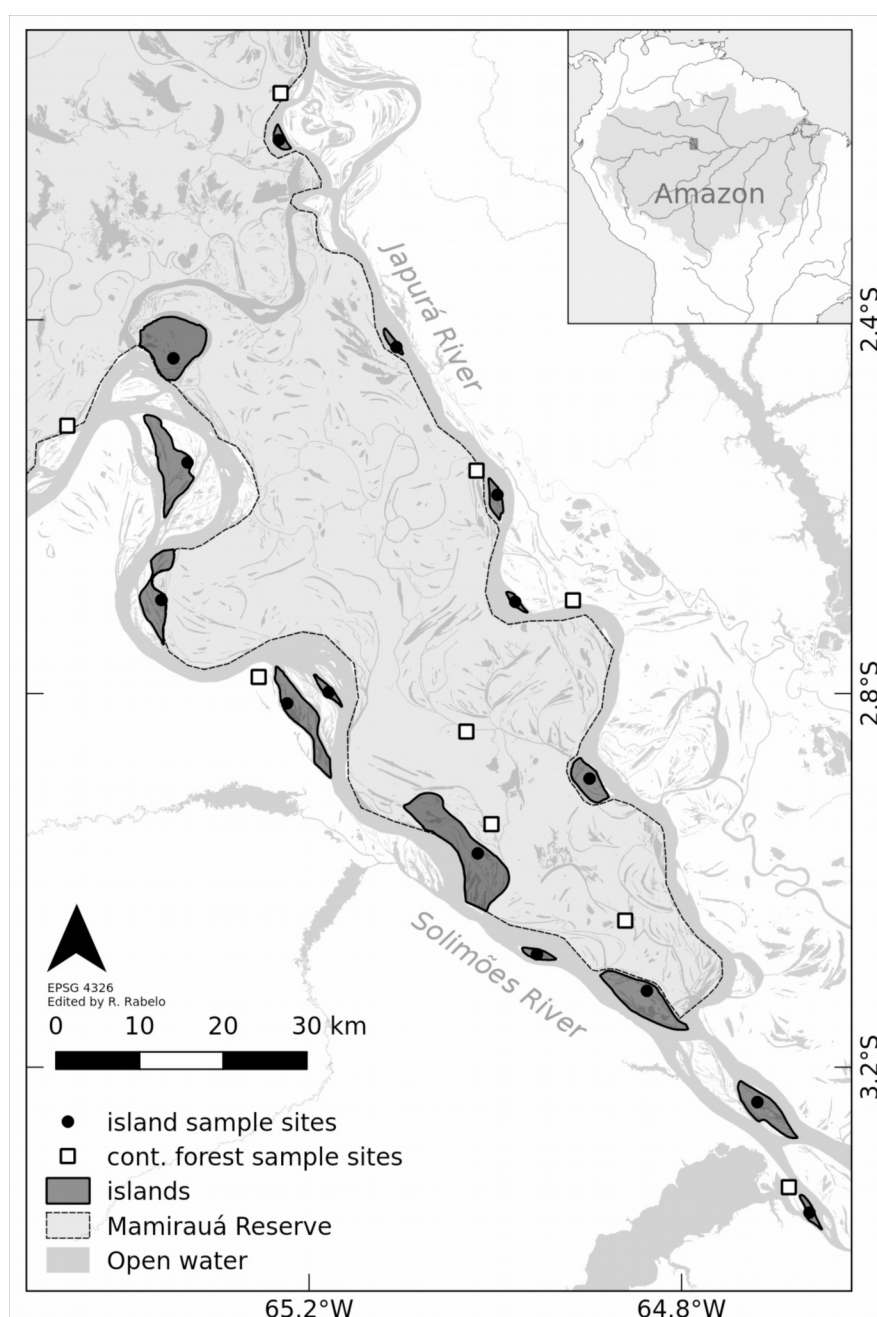 Amazon
Japurá River
2.4°S
2.8°S
Solimões River
EPSG 4326
Edited by R. Rabelo
0 10 20 30 km
3.2°S
island sample sites
cont. forest sample sites
islands
Mamirauá Reserve
Open water
65.2°W 64.8°W